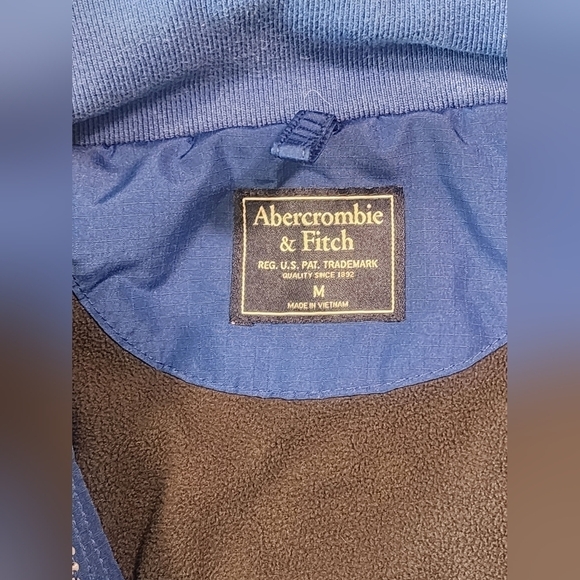 Abercrombie
& Fitch
REG. U.S. PAT. TRADEMARK
QUALITY SINCE 1892
M
MADE IN VIETNAM